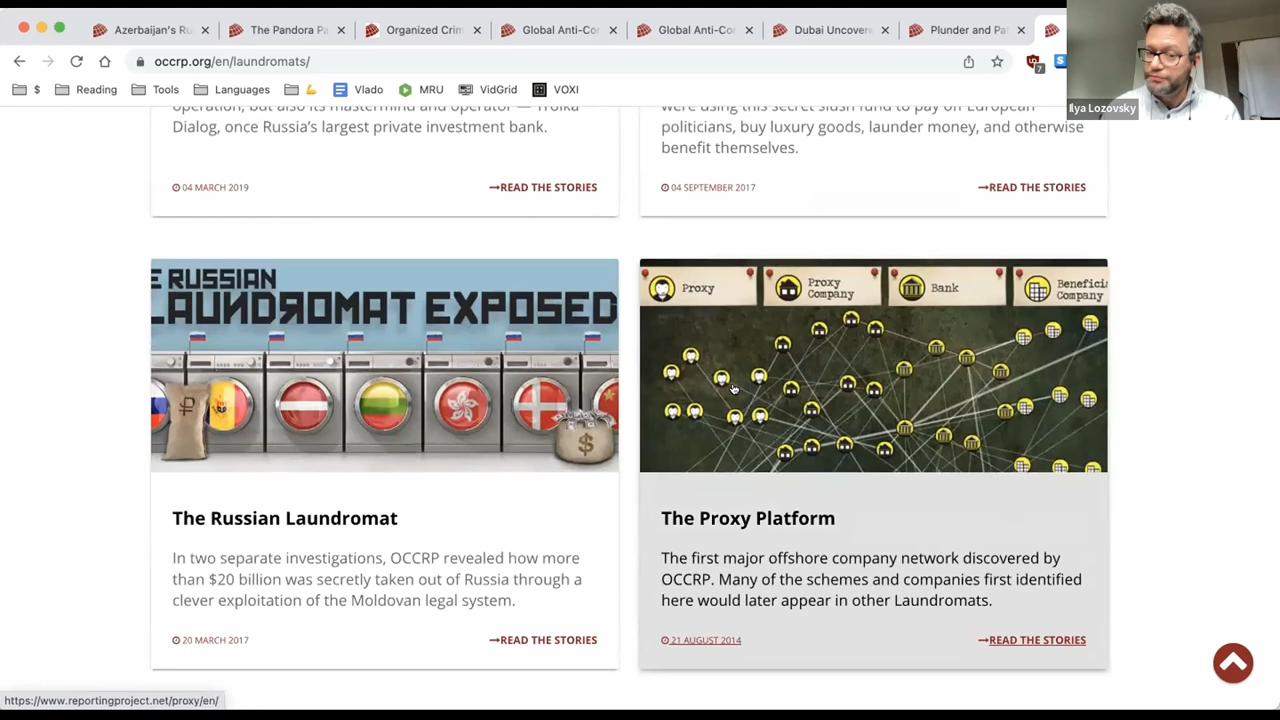 Azerbaijan's Ru
The Pandora Pa
Organized Crim
Global Anti-Cor
Global Anti-Cor
Dubai Uncovere
Plunder and Pa
occrp.org/en/laundromats/
7
S
$
Reading
Tools
Languages
Vlado
MRU
VidGrid
VOXI
Ilya Lozovsky
operation, but also its mastermind and operator — Troika
Dialog, once Russia's largest private investment bank.
04 MARCH 2019
READ THE STORIES
were using this secret slush fund to pay off European
politicians, buy luxury goods, launder money, and otherwise
benefit themselves.
04 SEPTEMBER 2017
READ THE STORIES
E RUSSIAN
LAUNDROMAT EXPOSED
₽
$
The Russian Laundromat
In two separate investigations, OCCRP revealed how more
than $20 billion was secretly taken out of Russia through a
clever exploitation of the Moldovan legal system.
20 MARCH 2017
READ THE STORIES
Proxy
Proxy
Company
Bank
Beneficia
Company
The Proxy Platform
The first major offshore company network discovered by
OCCRP. Many of the schemes and companies first identified
here would later appear in other Laundromats.
21 AUGUST 2014
READ THE STORIES
https://www.reportingproject.net/proxy/en/